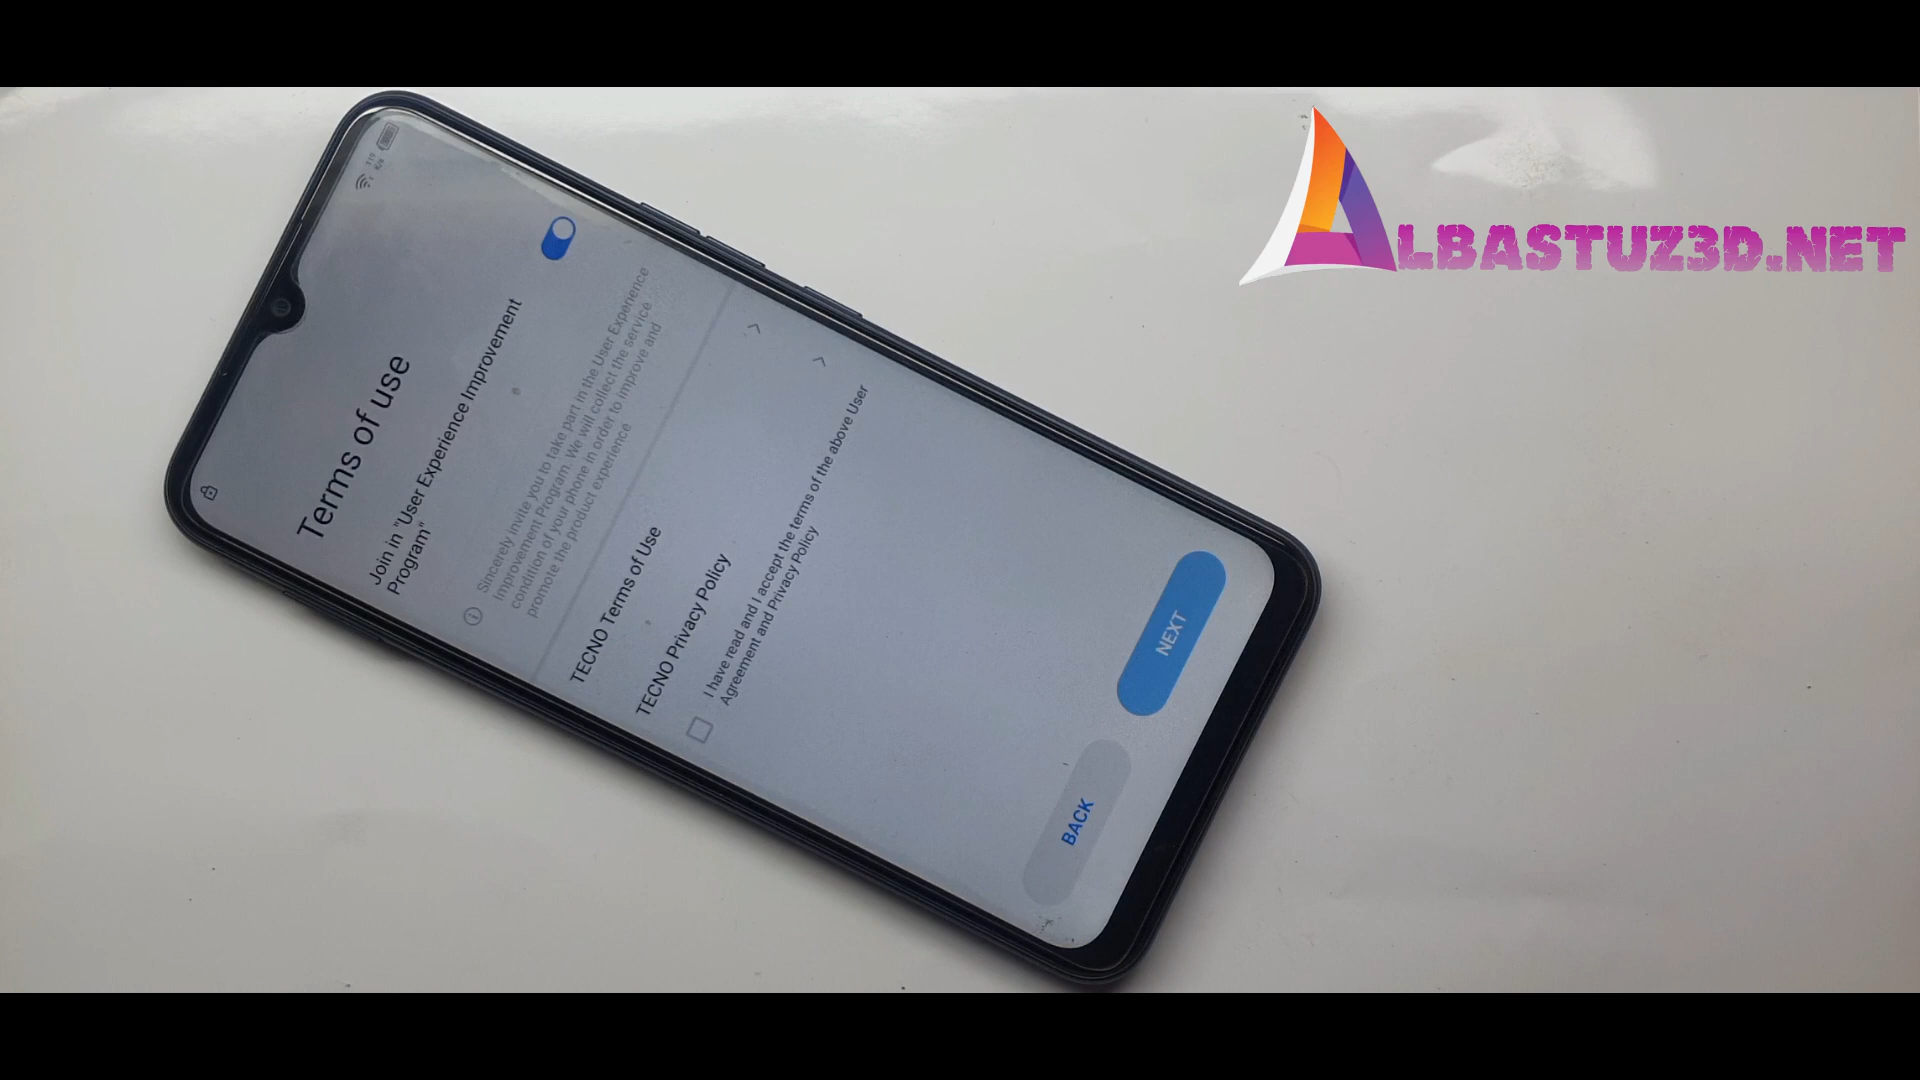 ALBASTUZ3D.NET
Terms of use
Join in "User Experience Improvement
Program"
Sincerely invite you to take part in the User Experience
Improvement Program. We will collect the service
condition of your phone in order to improve and
promote the product experience
TECNO Terms of Use
TECNO Privacy Policy
I have read and I accept the terms of the above User
Agreement and Privacy Policy
BACK
NEXT